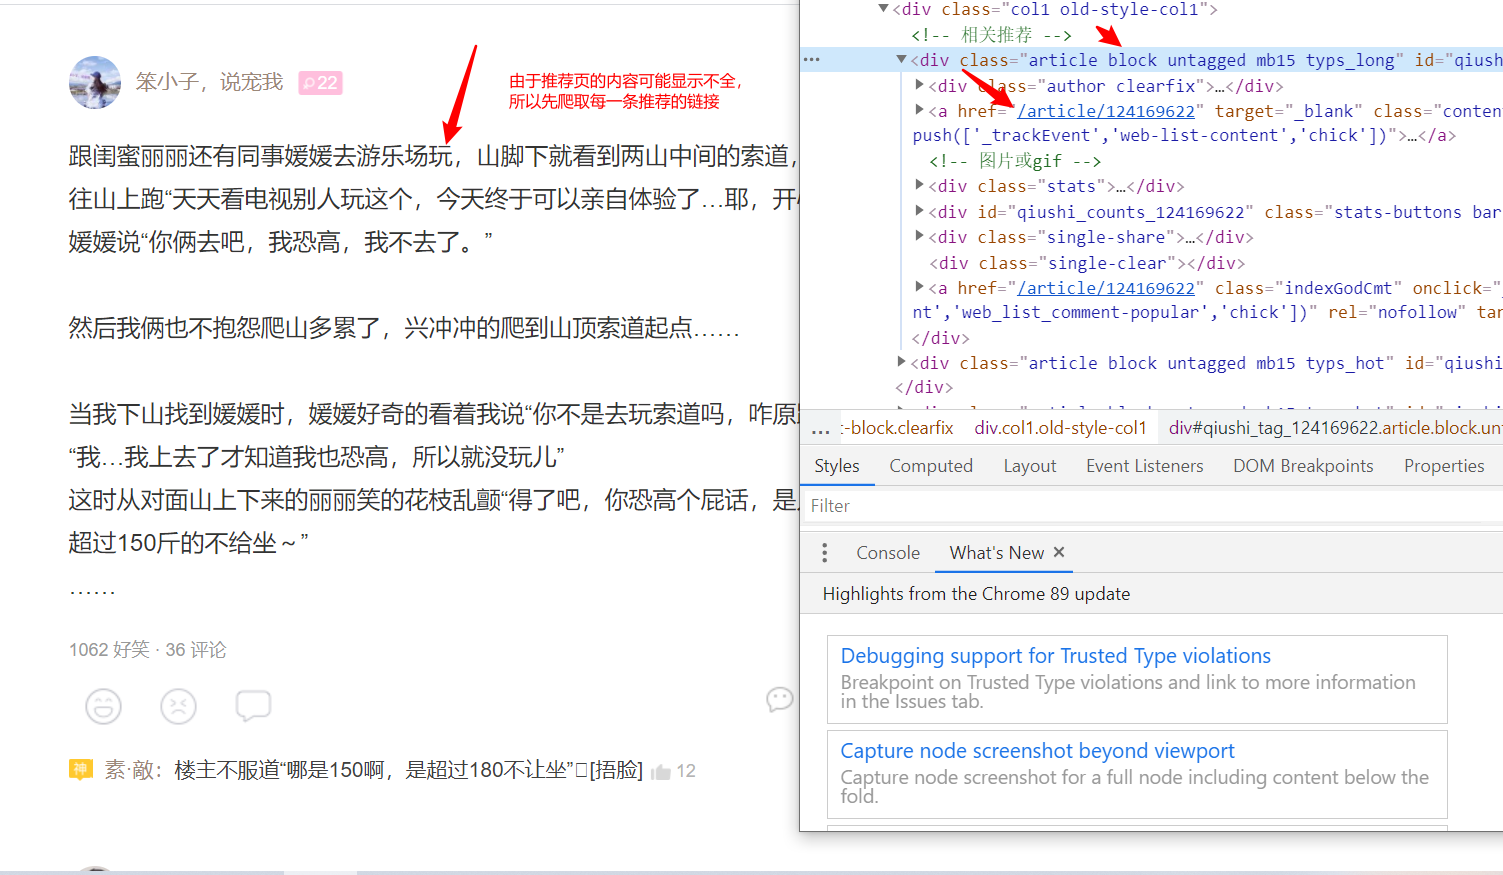 笨小子，说宠我 22
由于推荐页的内容可能显示不全，
所以先爬取每一条推荐的链接
跟闺蜜丽丽还有同事媛媛去游乐场玩，山脚下就看到两山中间的索道，
往山上跑“天天看电视别人玩这个，今天终于可以亲自体验了…耶，开心
媛媛说“你俩去吧，我恐高，我不去了。”
然后我俩也不抱怨爬山多累了，兴冲冲的爬到山顶索道起点……
当我下山找到媛媛时，媛媛好奇的看着我说“你不是去玩索道吗，咋原
“我…我上去了才知道我也恐高，所以就没玩儿”
这时从对面山上下来的丽丽笑的花枝乱颤“得了吧，你恐高个屁话，是
超过150斤的不给坐～”
……
1062 好笑 · 36 评论
神 素·敵：楼主不服道“哪是150啊，是超过180不让坐”[捂脸] 12
<div class="col1 old-style-col1">
<!-- 相关推荐 -->
<div class="article block untagged mb15 typs_long" id="qiush
<div class="author clearfix">…</div>
<a href="/article/124169622" target="_blank" class="conten
push(['_trackEvent','web-list-content','chick'])">…</a>
<!-- 图片或gif -->
<div class="stats">…</div>
<div id="qiushi_counts_124169622" class="stats-buttons bar
<div class="single-share">…</div>
<div class="single-clear"></div>
<a href="/article/124169622" class="indexGodCmt" onclick="_
nt','web_list_comment-popular','chick'])" rel="nofollow" tar
</div>
<div class="article block untagged mb15 typs_hot" id="qiush
</div>
… t-block.clearfix div.col1.old-style-col1 div#qiushi_tag_124169622.article.block.unt
Styles Computed Layout Event Listeners DOM Breakpoints Properties
Filter
Console What's New ×
Highlights from the Chrome 89 update
Debugging support for Trusted Type violations
Breakpoint on Trusted Type violations and link to more information
in the Issues tab.
Capture node screenshot beyond viewport
Capture node screenshot for a full node including content below the
fold.